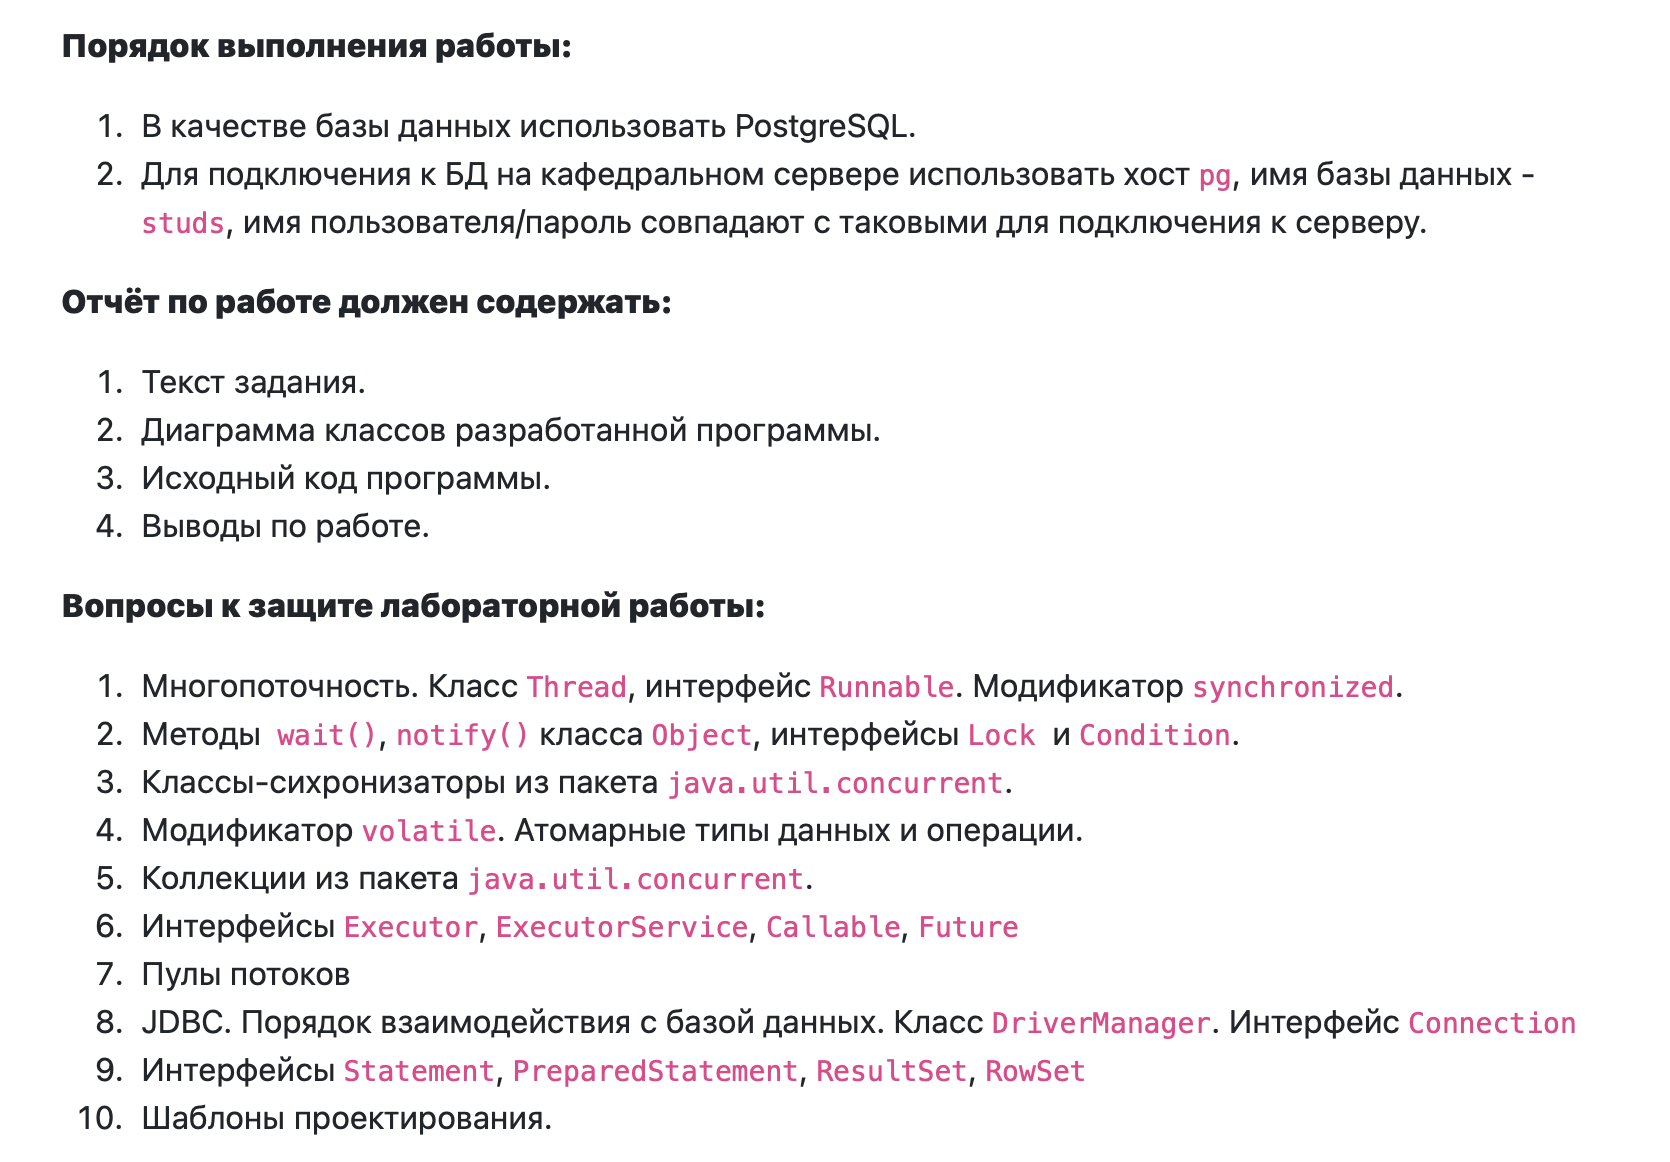 Порядок выполнения работы:
1. В качестве базы данных использовать PostgreSQL.
2. Для подключения к БД на кафедральном сервере использовать хост pg, имя базы данных -
studs, имя пользователя/пароль совпадают с таковыми для подключения к серверу.
Отчёт по работе должен содержать:
1. Текст задания.
2. Диаграмма классов разработанной программы.
3. Исходный код программы.
4. Выводы по работе.
Вопросы к защите лабораторной работы:
1. Многопоточность. Класс Thread, интерфейс Runnable. Модификатор synchronized.
2. Методы wait(), notify() класса Object, интерфейсы Lock и Condition.
3. Классы-сихронизаторы из пакета java.util.concurrent.
4. Модификатор volatile. Атомарные типы данных и операции.
5. Коллекции из пакета java.util.concurrent.
6. Интерфейсы Executor, ExecutorService, Callable, Future
7. Пулы потоков
8. JDBC. Порядок взаимодействия с базой данных. Класс DriverManager. Интерфейс Connection
9. Интерфейсы Statement, PreparedStatement, ResultSet, RowSet
10. Шаблоны проектирования.